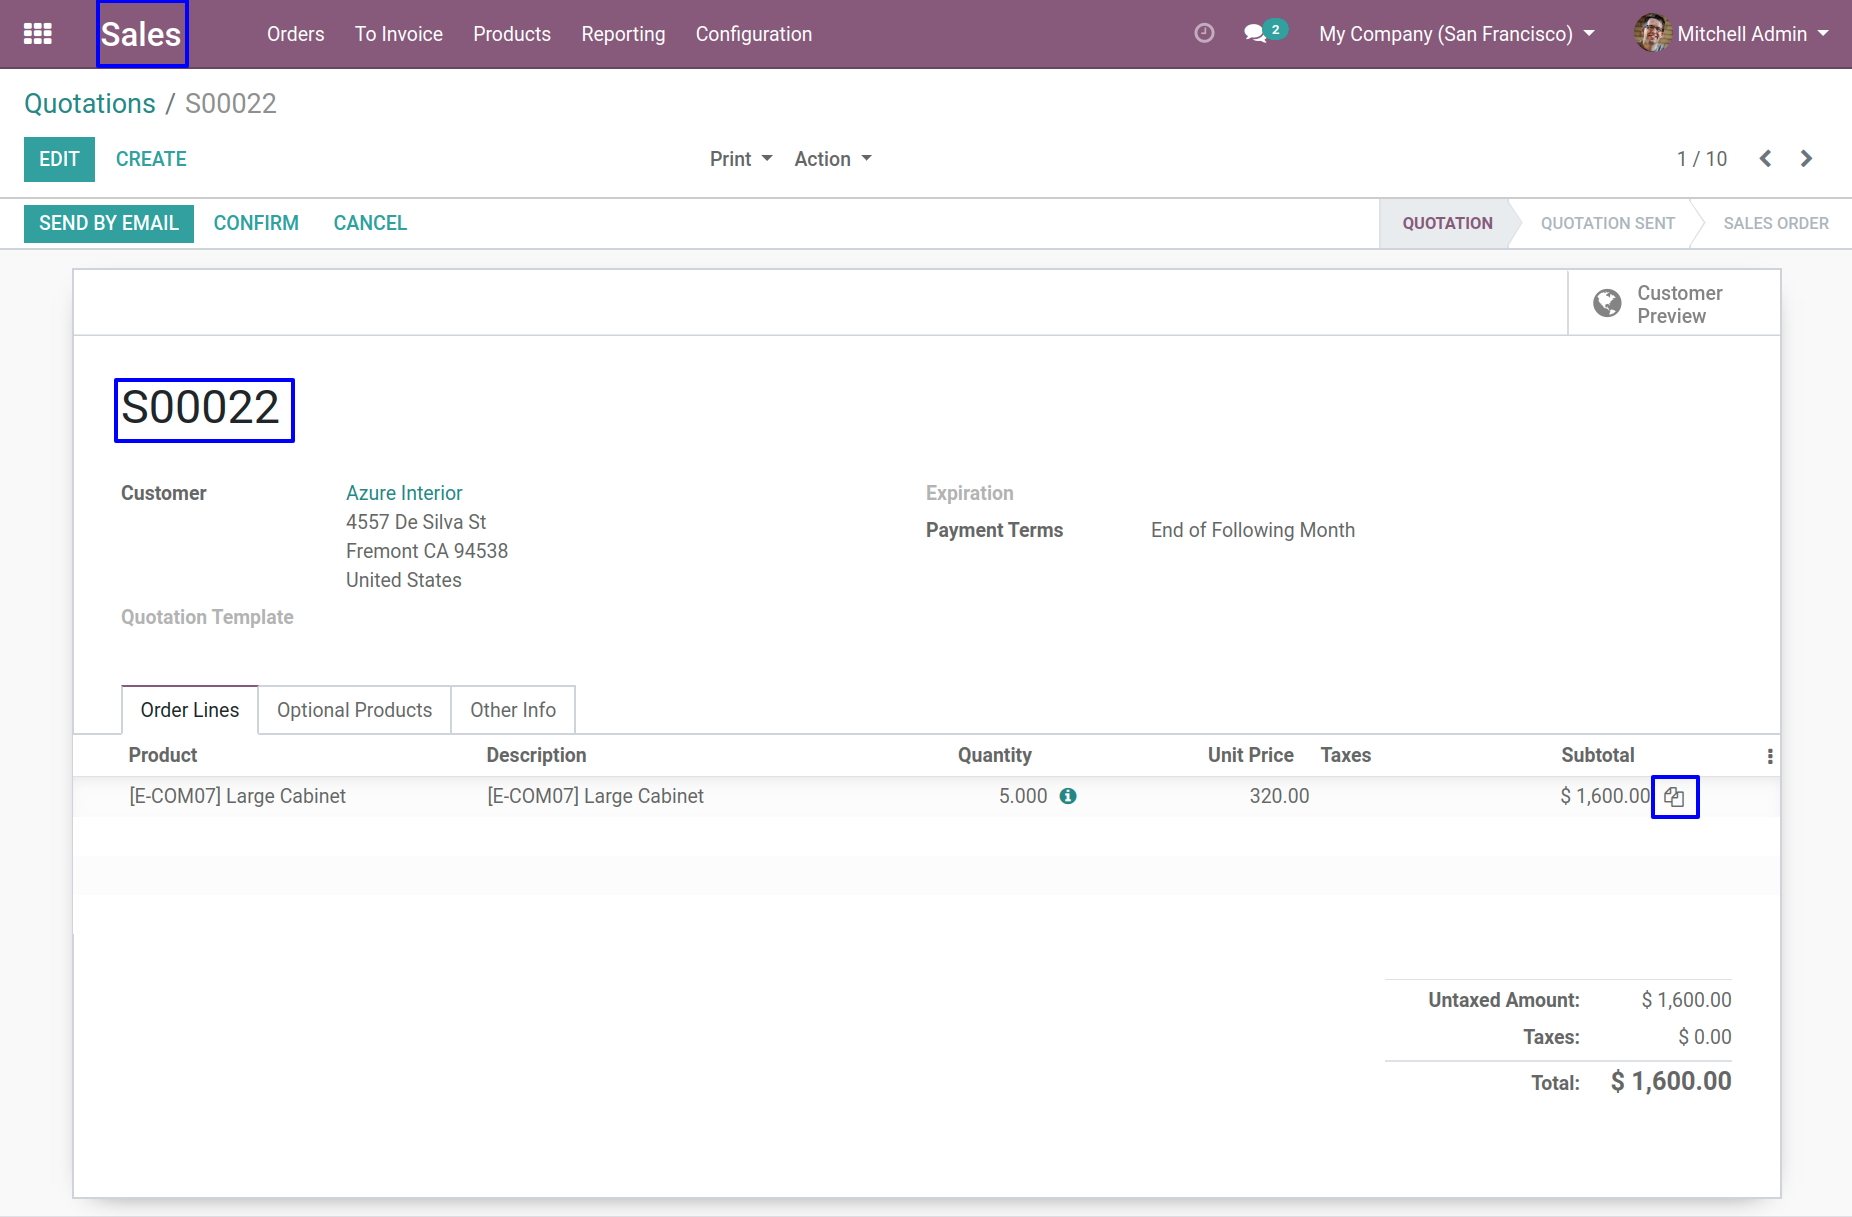 Sales Orders To Invoice Products Reporting Configuration 2 My Company (San Francisco) Mitchell Admin
Quotations / S00022
EDIT CREATE Print Action 1 / 10
SEND BY EMAIL CONFIRM CANCEL QUOTATION QUOTATION SENT SALES ORDER
Customer
Preview
S00022
Customer Azure Interior Expiration
4557 De Silva St
Payment Terms End of Following Month
Fremont CA 94538
United States
Quotation Template
Order Lines Optional Products Other Info
Product Description Quantity Unit Price Taxes Subtotal
[E-COM07] Large Cabinet [E-COM07] Large Cabinet 5.000 320.00 $ 1,600.00
Untaxed Amount: $ 1,600.00
Taxes: $ 0.00
Total: $ 1,600.00